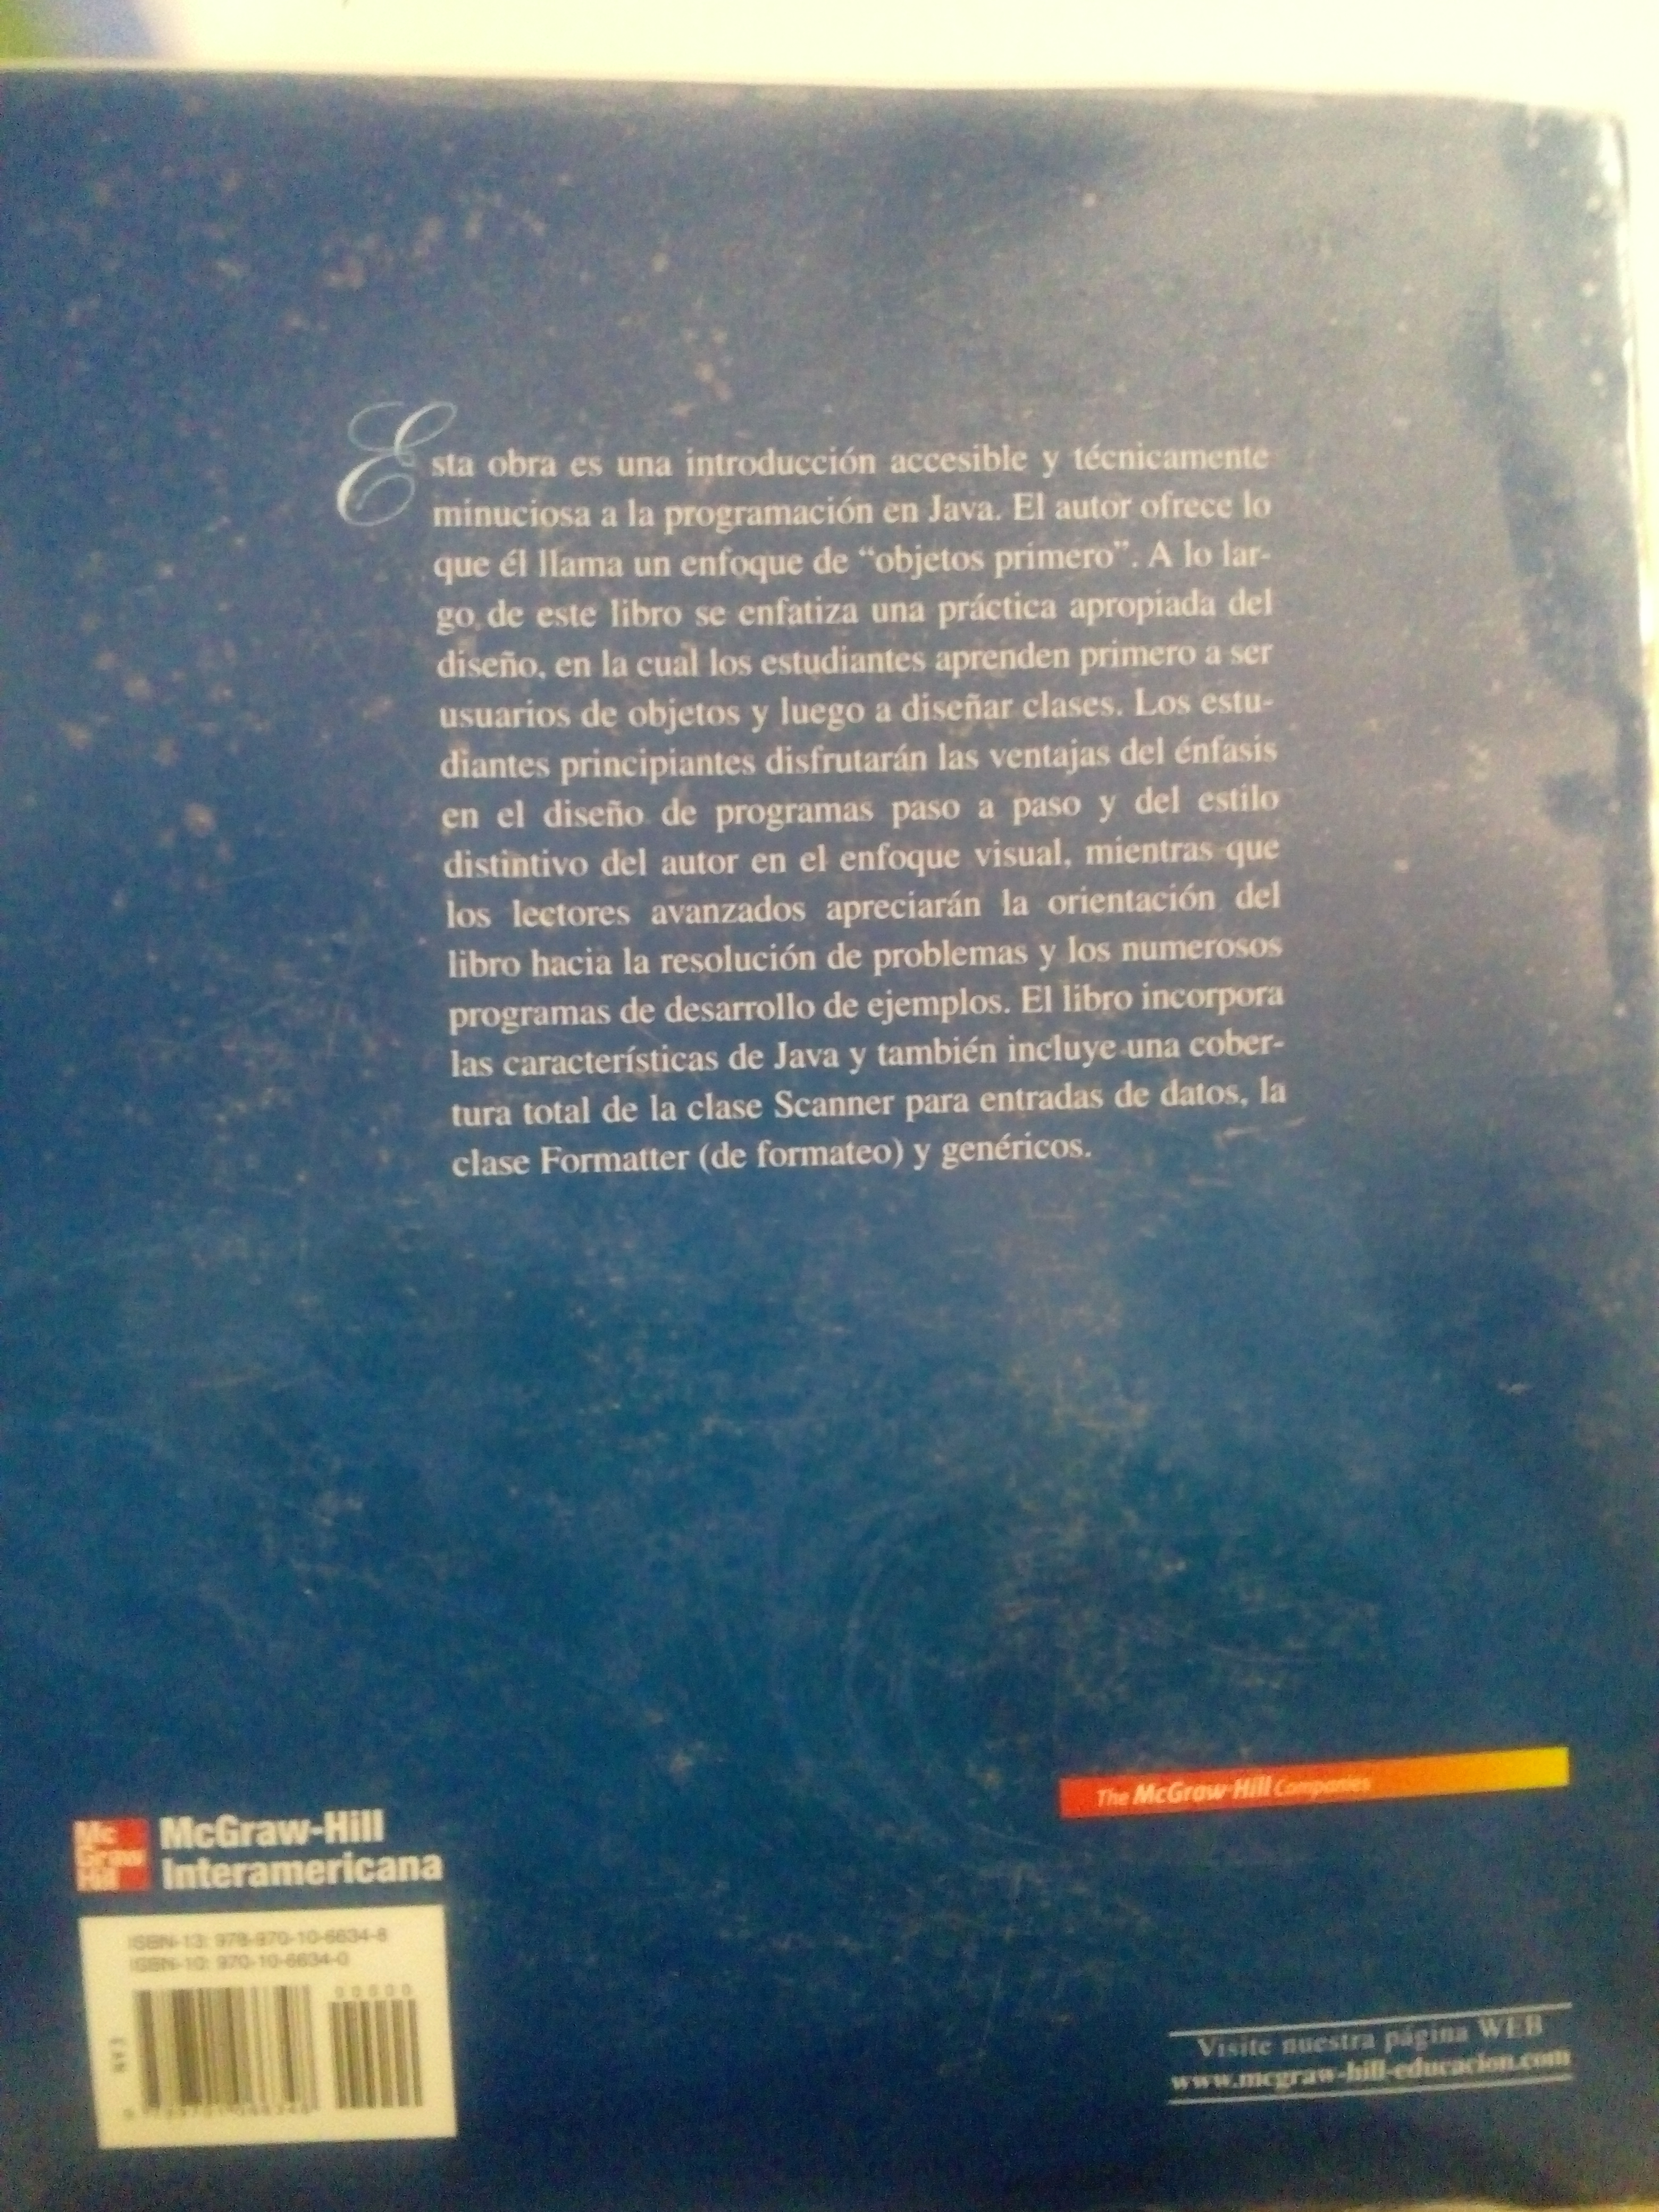 Esta obra es una introducción accesible y técnicamente
minuciosa a la programación en Java. El autor ofrece lo
que él llama un enfoque de “objetos primero”. A lo lar-
go de este libro se enfatiza una práctica apropiada del
diseño, en la cual los estudiantes aprenden primero a ser
usuarios de objetos y luego a diseñar clases. Los estu-
diantes principiantes disfrutarán las ventajas del énfasis
en el diseño de programas paso a paso y del estilo
distintivo del autor en el enfoque visual, mientras que
los lectores avanzados apreciarán la orientación del
libro hacia la resolución de problemas y los numerosos
programas de desarrollo de ejemplos. El libro incorpora
las características de Java y también incluye una cober-
tura total de la clase Scanner para entradas de datos, la
clase Formatter (de formateo) y genéricos.
The McGraw-Hill Companies
Mc
Graw
Hill
McGraw-Hill
Interamericana
ISBN-13: 978-970-10-6634-8
ISBN-10: 970-10-6634-0
00000
Visite nuestra página WEB
www.mcgraw-hill-educacion.com